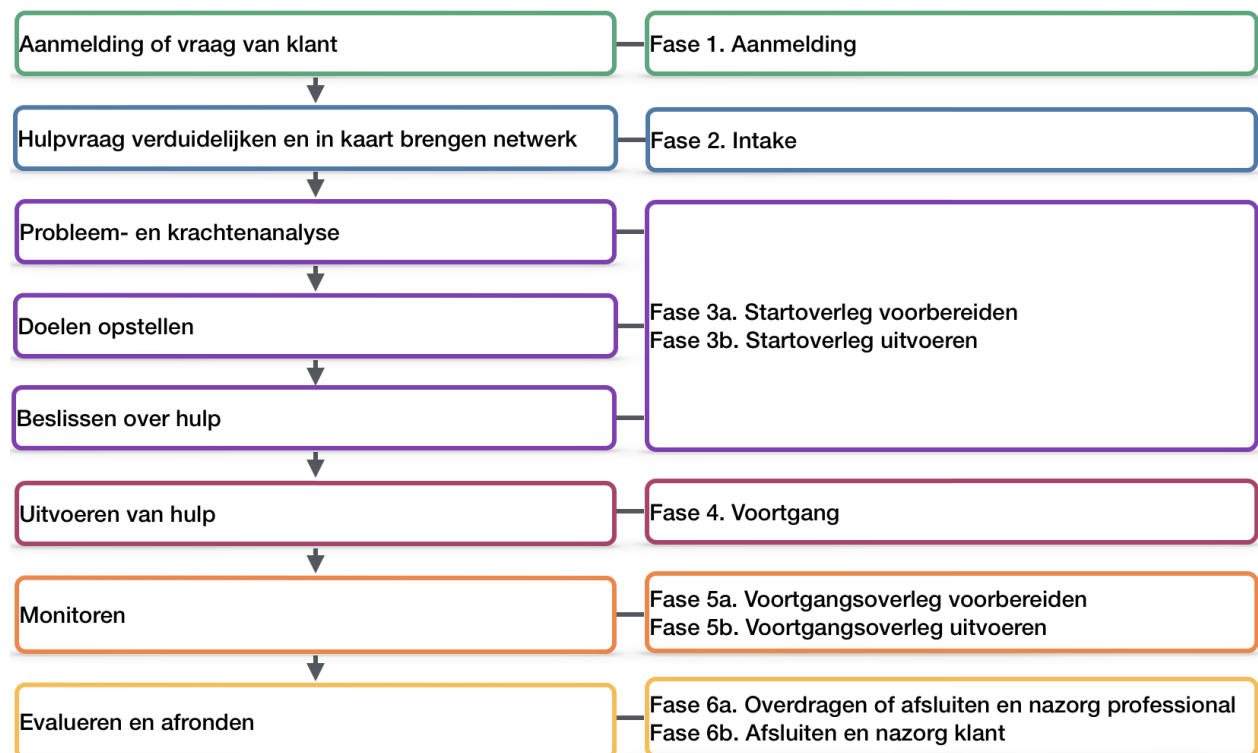 Aanmelding of vraag van klant
Fase 1. Aanmelding
Hulpvraag verduidelijken en in kaart brengen netwerk
Fase 2. Intake
Probleem- en krachtenanalyse
Doelen opstellen
Beslissen over hulp
Fase 3a. Startoverleg voorbereiden
Fase 3b. Startoverleg uitvoeren
Uitvoeren van hulp
Fase 4. Voortgang
Monitoren
Fase 5a. Voortgangsoverleg voorbereiden
Fase 5b. Voortgangsoverleg uitvoeren
Evalueren en afronden
Fase 6a. Overdragen of afsluiten en nazorg professional
Fase 6b. Afsluiten en nazorg klant